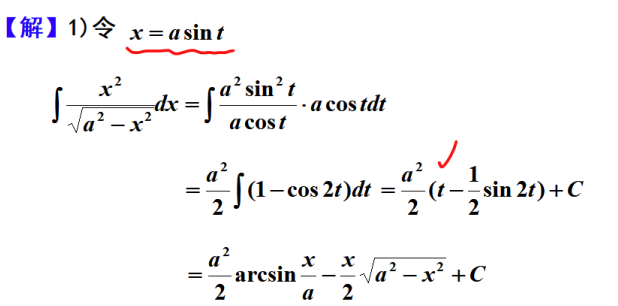 【解】1)令 x = a sin t
∫ x²/√(a² − x²) dx = ∫ (a² sin² t)/(a cos t) · a cos tdt
= a²/2 ∫(1 − cos 2t)dt = a²/2 (t − 1/2 sin 2t) + C
= a²/2 arcsin x/a − x/2 √(a² − x²) + C